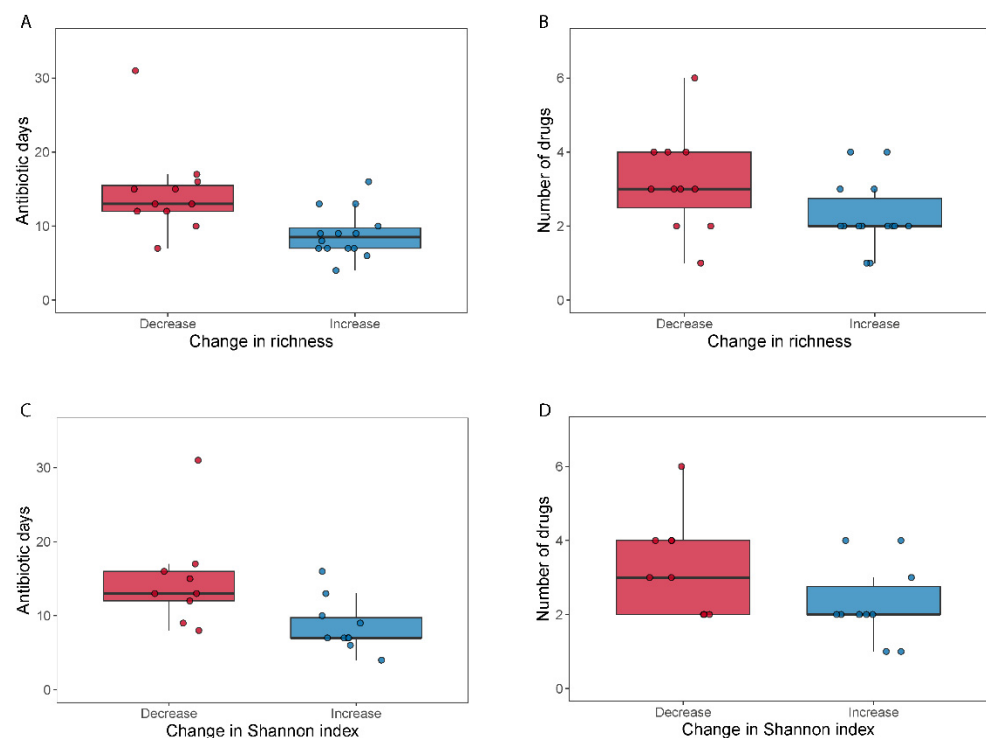 A
Antibiotic days
30
20
10
0
Decrease Increase
Change in richness
B
Number of drugs
6
4
2
0
Decrease Increase
Change in richness
C
Antibiotic days
30
20
10
0
Decrease Increase
Change in Shannon index
D
Number of drugs
6
4
2
0
Decrease Increase
Change in Shannon index